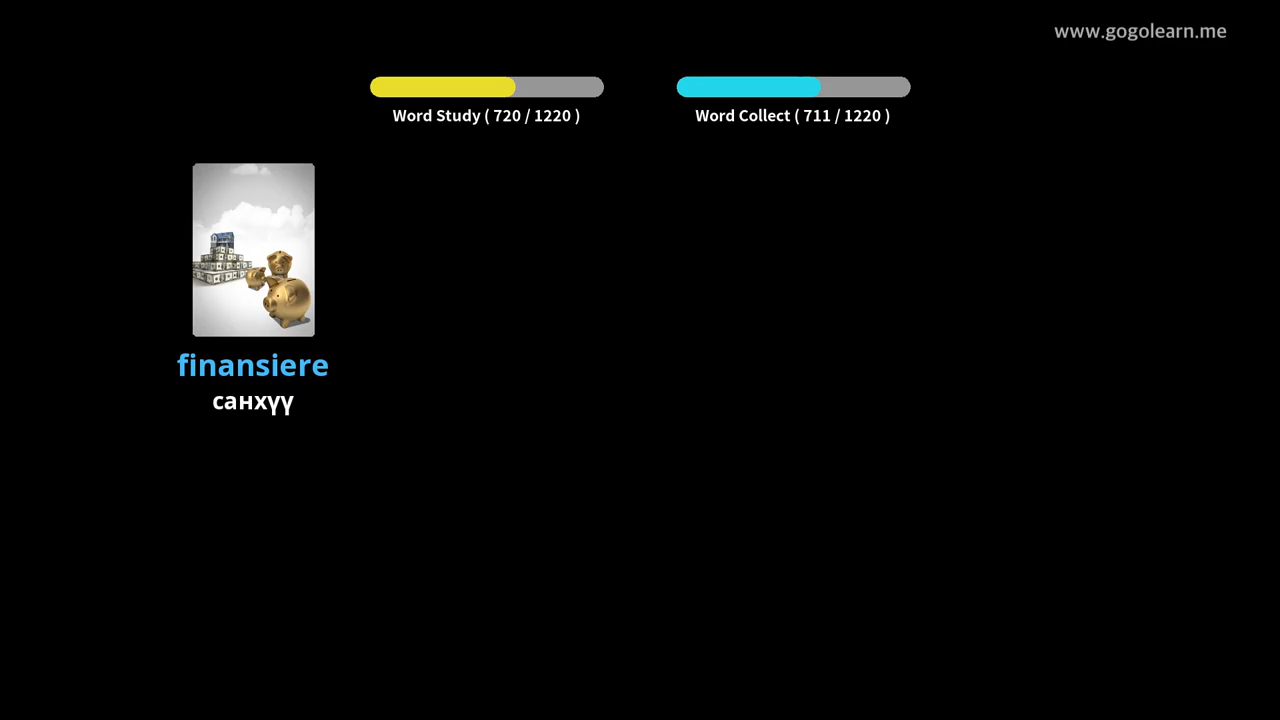 www.gogolearn.me
Word Study ( 720 / 1220 )
Word Collect ( 711 / 1220 )
finansiere
санхүү